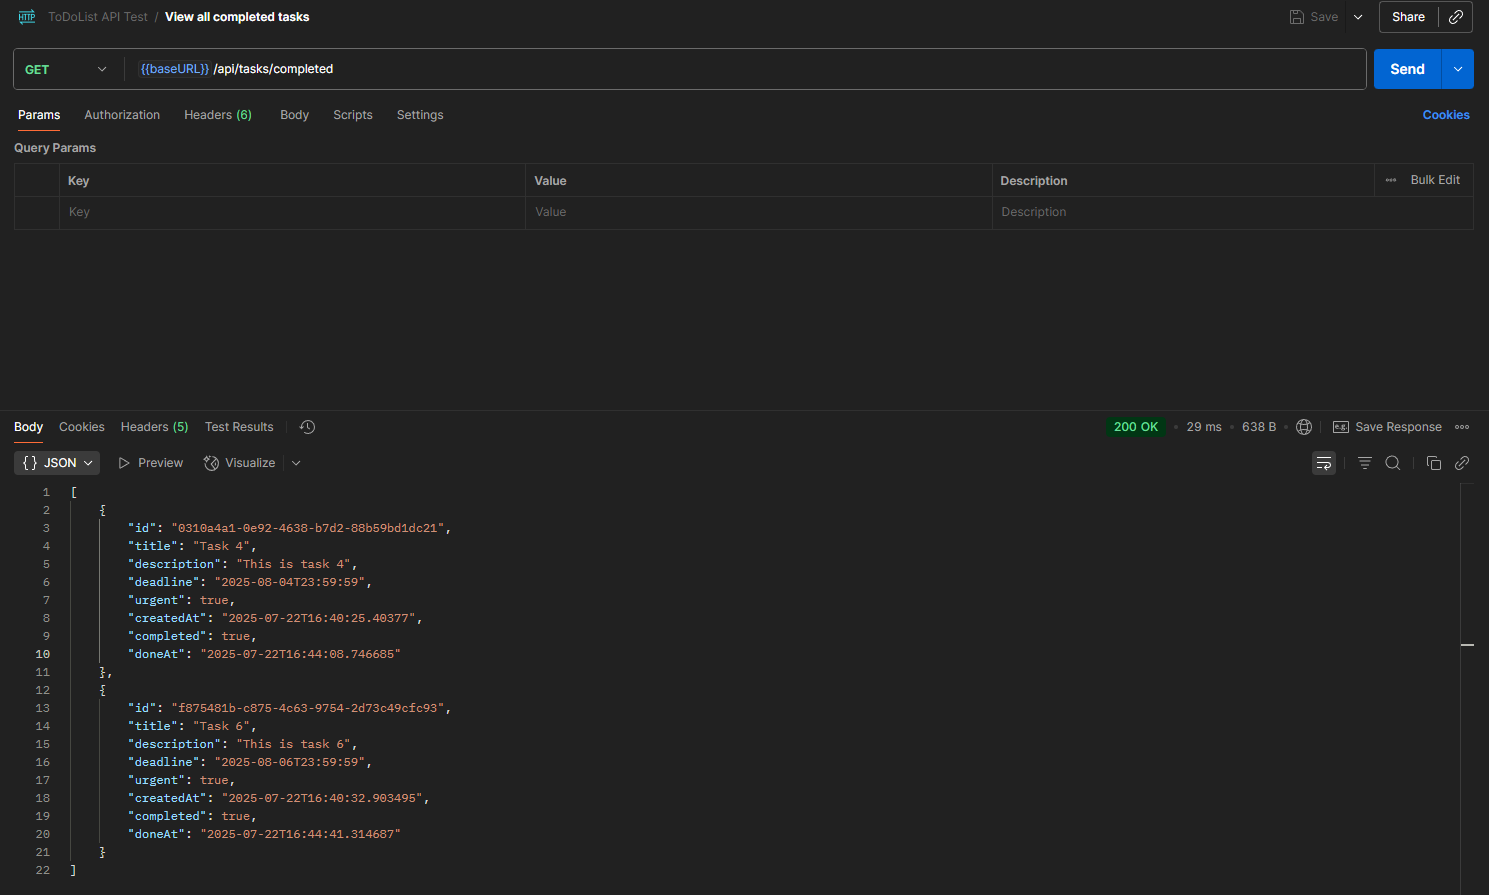 HTTP ToDoList API Test / View all completed tasks Save Share
GET {{baseURL}} /api/tasks/completed Send
Params Authorization Headers (6) Body Scripts Settings Cookies
Query Params
Key Value Description Bulk Edit
Key Value Description
Body Cookies Headers (5) Test Results 200 OK 29 ms 638 B e.g. Save Response
{} JSON Preview Visualize
1 [
2 {
3 "id": "0310a4a1-0e92-4638-b7d2-88b59bd1dc21",
4 "title": "Task 4",
5 "description": "This is task 4",
6 "deadline": "2025-08-04T23:59:59",
7 "urgent": true,
8 "createdAt": "2025-07-22T16:40:25.40377",
9 "completed": true,
10 "doneAt": "2025-07-22T16:44:08.746685"
11 },
12 {
13 "id": "f875481b-c875-4c63-9754-2d73c49cfc93",
14 "title": "Task 6",
15 "description": "This is task 6",
16 "deadline": "2025-08-06T23:59:59",
17 "urgent": true,
18 "createdAt": "2025-07-22T16:40:32.903495",
19 "completed": true,
20 "doneAt": "2025-07-22T16:44:41.314687"
21 }
22 ]